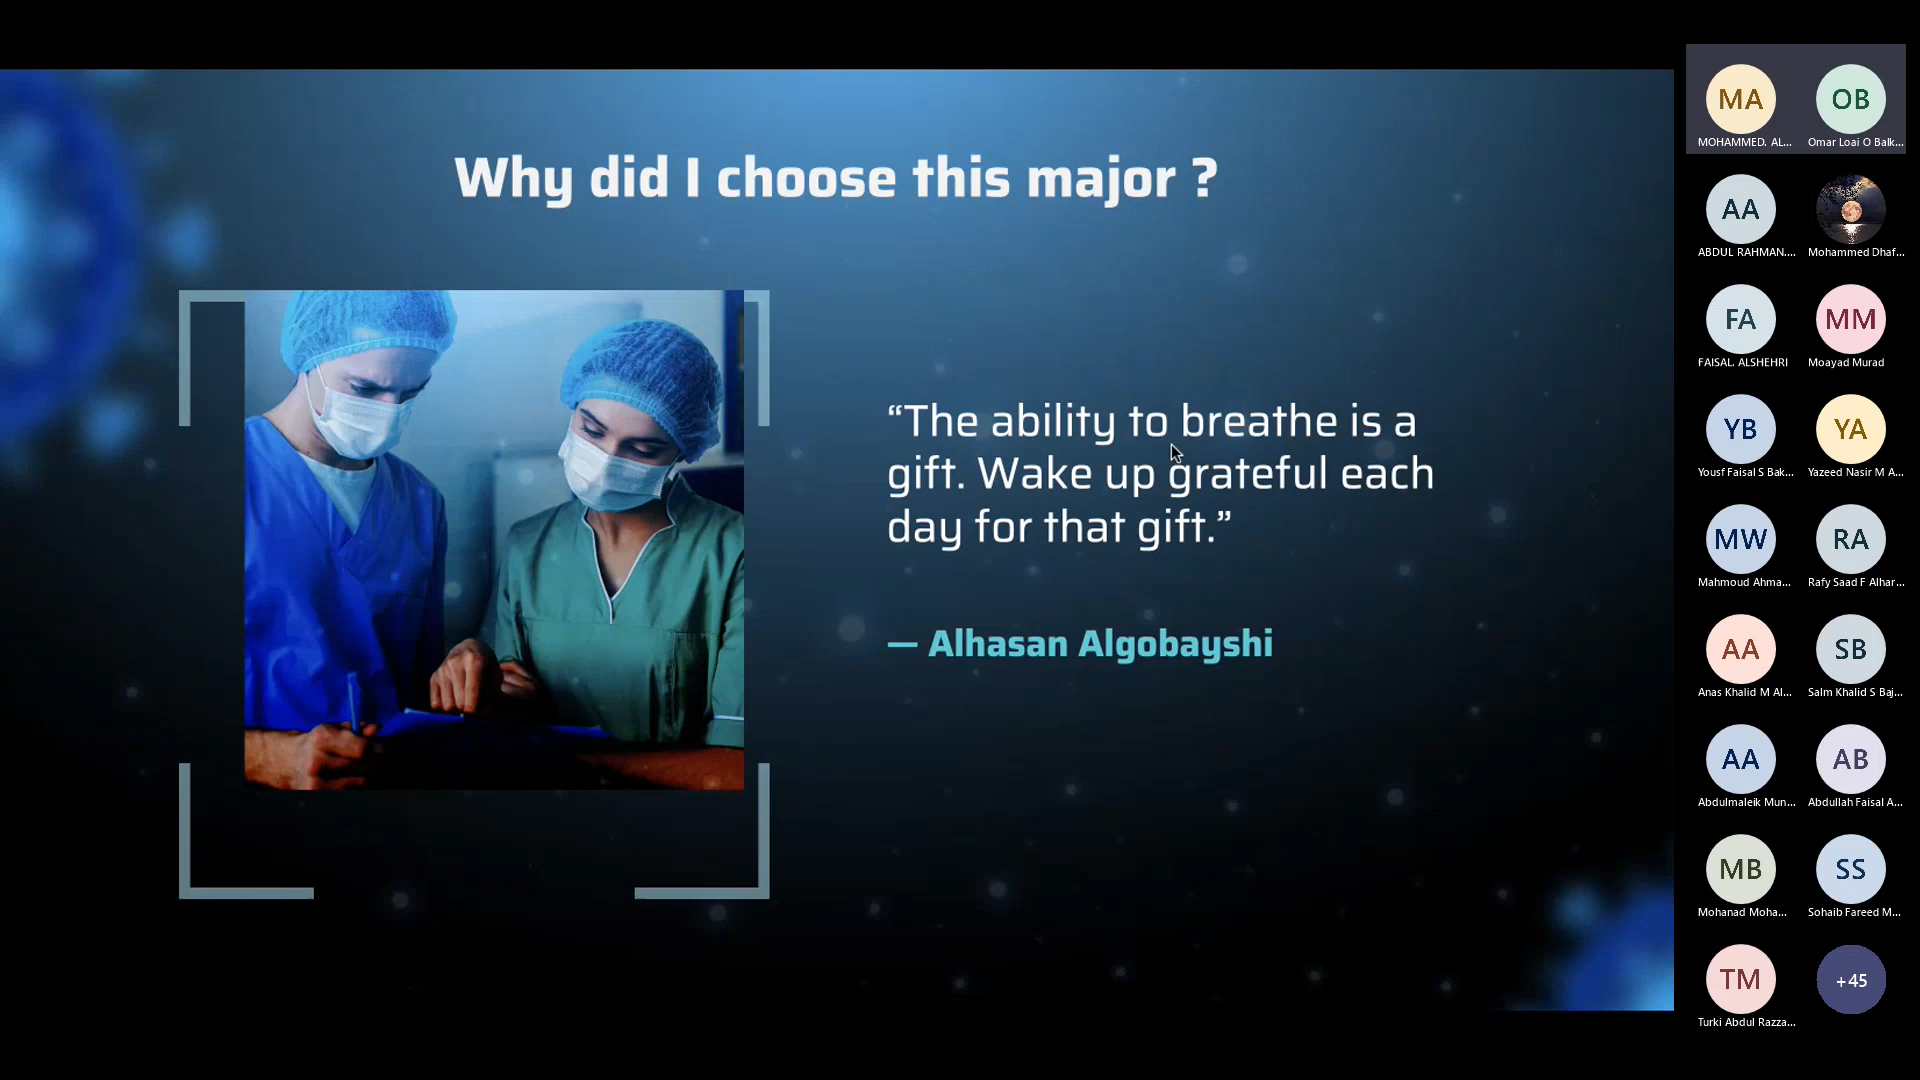 Why did I choose this major ?
“The ability to breathe is a
gift. Wake up grateful each
day for that gift.”
— Alhasan Algobayshi
MA
OB
MOHAMMED. AL...
Omar Loai O Balk...
AA
ABDUL RAHMAN....
Mohammed Dhaf...
FA
MM
FAISAL. ALSHEHRI
Moayad Murad
YB
YA
Yousf Faisal S Bak...
Yazeed Nasir M A...
MW
RA
Mahmoud Ahma...
Rafy Saad F Alhar...
AA
SB
Anas Khalid M Al...
Salm Khalid S Baj...
AA
AB
Abdulmaleik Mun...
Abdullah Faisal A...
MB
SS
Mohanad Moha...
Sohaib Fareed M...
TM
+45
Turki Abdul Razza...